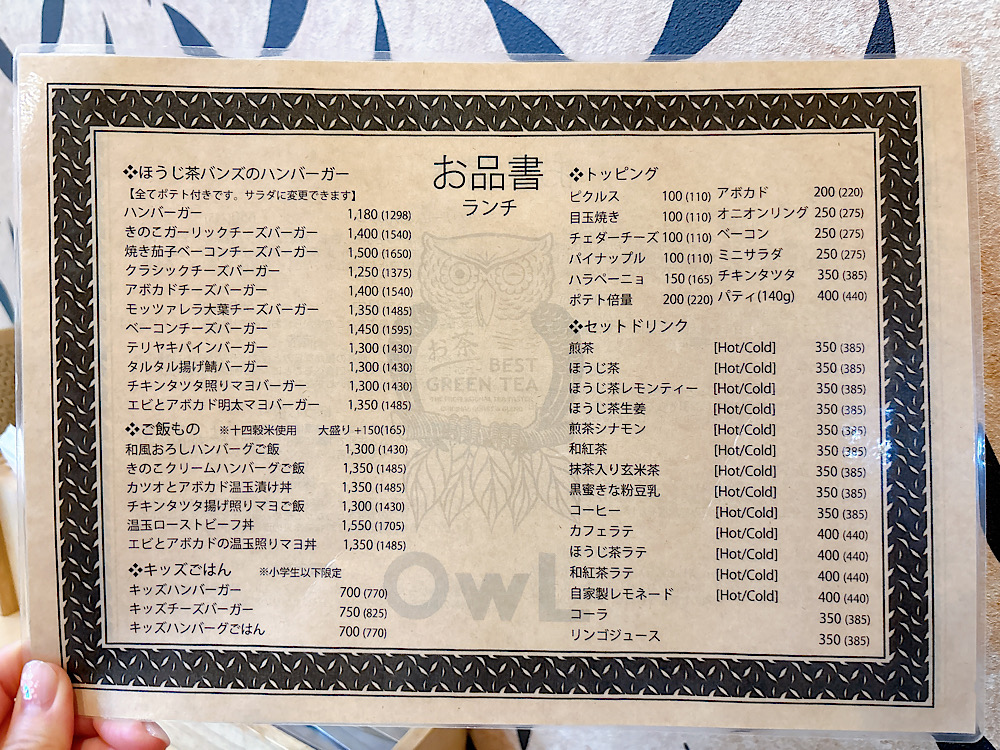 お品書
ランチ
❖ほうじ茶バンズのハンバーガー
【全てポテト付きです。サラダに変更できます】
ハンバーガー 1,180 (1298)
きのこガーリックチーズバーガー 1,400 (1540)
焼き茄子ベーコンチーズバーガー 1,500 (1650)
クラシックチーズバーガー 1,250 (1375)
アボカドチーズバーガー 1,400 (1540)
モッツァレラ大葉チーズバーガー 1,350 (1485)
ベーコンチーズバーガー 1,450 (1595)
テリヤキパインバーガー 1,300 (1430)
タルタル揚げ鯖バーガー 1,300 (1430)
チキンタツタ照りマヨバーガー 1,300 (1430)
エビとアボカド明太マヨバーガー 1,350 (1485)
❖ご飯もの ※十四穀米使用 大盛り +150(165)
和風おろしハンバーグご飯 1,300 (1430)
きのこクリームハンバーグご飯 1,350 (1485)
カツオとアボカド温玉漬け丼 1,350 (1485)
チキンタツタ揚げ照りマヨご飯 1,300 (1430)
温玉ローストビーフ丼 1,550 (1705)
エビとアボカドの温玉照りマヨ丼 1,350 (1485)
❖キッズごはん ※小学生以下限定
キッズハンバーガー 700 (770)
キッズチーズバーガー 750 (825)
キッズハンバーグごはん 700 (770)
❖トッピング
ピクルス 100 (110) アボカド 200 (220)
目玉焼き 100 (110) オニオンリング 250 (275)
チェダーチーズ 100 (110) ベーコン 250 (275)
パイナップル 100 (110) ミニサラダ 250 (275)
ハラペーニョ 150 (165) チキンタツタ 350 (385)
ポテト倍量 200 (220) パティ(140g) 400 (440)
❖セットドリンク
煎茶 [Hot/Cold] 350 (385)
ほうじ茶 [Hot/Cold] 350 (385)
ほうじ茶レモンティー [Hot/Cold] 350 (385)
ほうじ茶生姜 [Hot/Cold] 350 (385)
煎茶シナモン [Hot/Cold] 350 (385)
和紅茶 [Hot/Cold] 350 (385)
抹茶入り玄米茶 [Hot/Cold] 350 (385)
黒蜜きな粉豆乳 [Hot/Cold] 350 (385)
コーヒー [Hot/Cold] 350 (385)
カフェラテ [Hot/Cold] 400 (440)
ほうじ茶ラテ [Hot/Cold] 400 (440)
和紅茶ラテ [Hot/Cold] 400 (440)
自家製レモネード [Hot/Cold] 400 (440)
コーラ 350 (385)
リンゴジュース 350 (385)
お茶
BEST
GREEN TEA
OwL